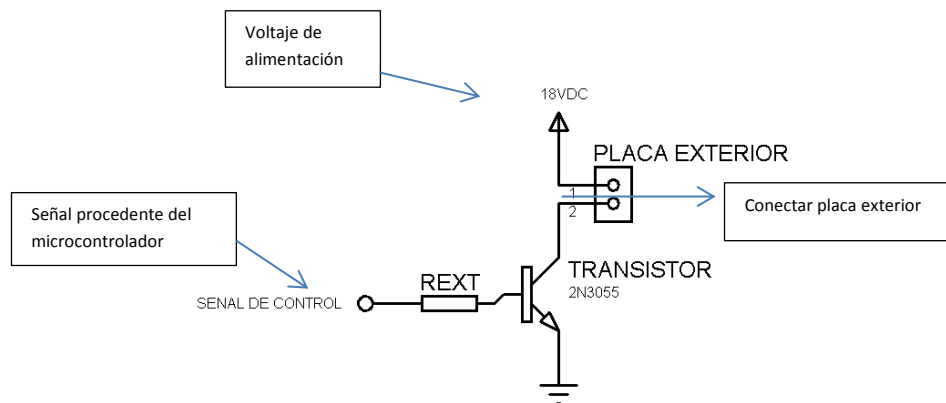 Voltaje de
alimentación
18VDC
PLACA EXTERIOR
1
2
Conectar placa exterior
Señal procedente del
microcontrolador
TRANSISTOR
2N3055
REXT
SENAL DE CONTROL